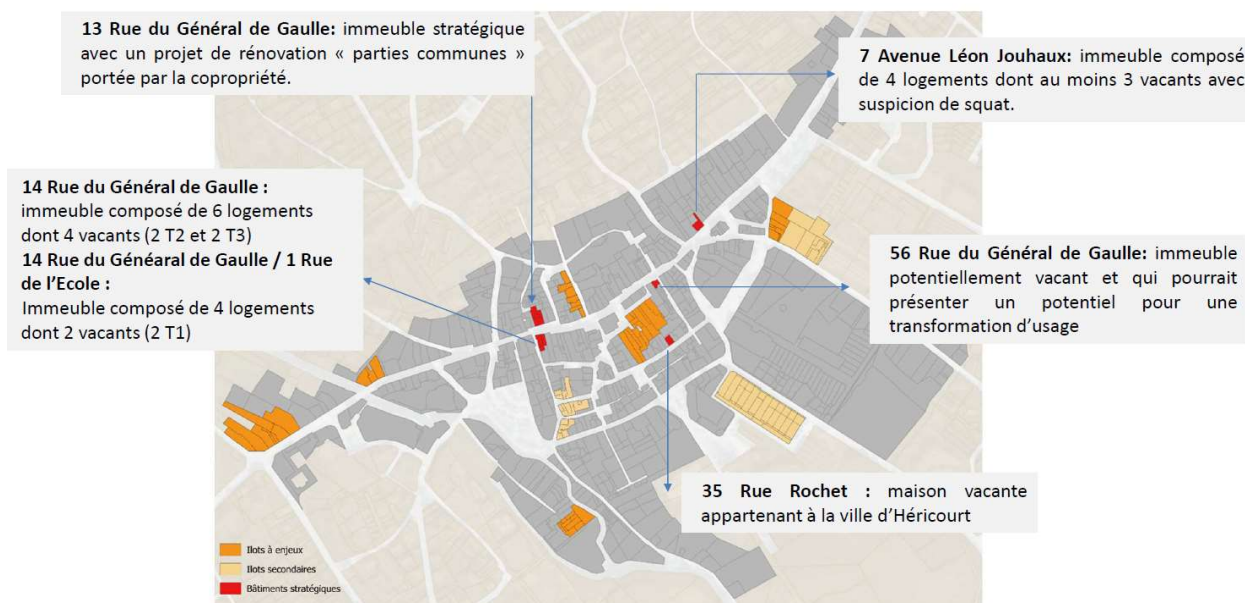 13 Rue du Général de Gaulle: immeuble stratégique
avec un projet de rénovation « parties communes »
portée par la copropriété.
7 Avenue Léon Jouhaux: immeuble composé
de 4 logements dont au moins 3 vacants avec
suspicion de squat.
14 Rue du Général de Gaulle :
immeuble composé de 6 logements
dont 4 vacants (2 T2 et 2 T3)
14 Rue du Généaral de Gaulle / 1 Rue
de l’Ecole :
Immeuble composé de 4 logements
dont 2 vacants (2 T1)
56 Rue du Général de Gaulle: immeuble
potentiellement vacant et qui pourrait
présenter un potentiel pour une
transformation d’usage
35 Rue Rochet : maison vacante
appartenant à la ville d’Héricourt
Ilots à enjeux
Ilots secondaires
Bâtiments stratégiques